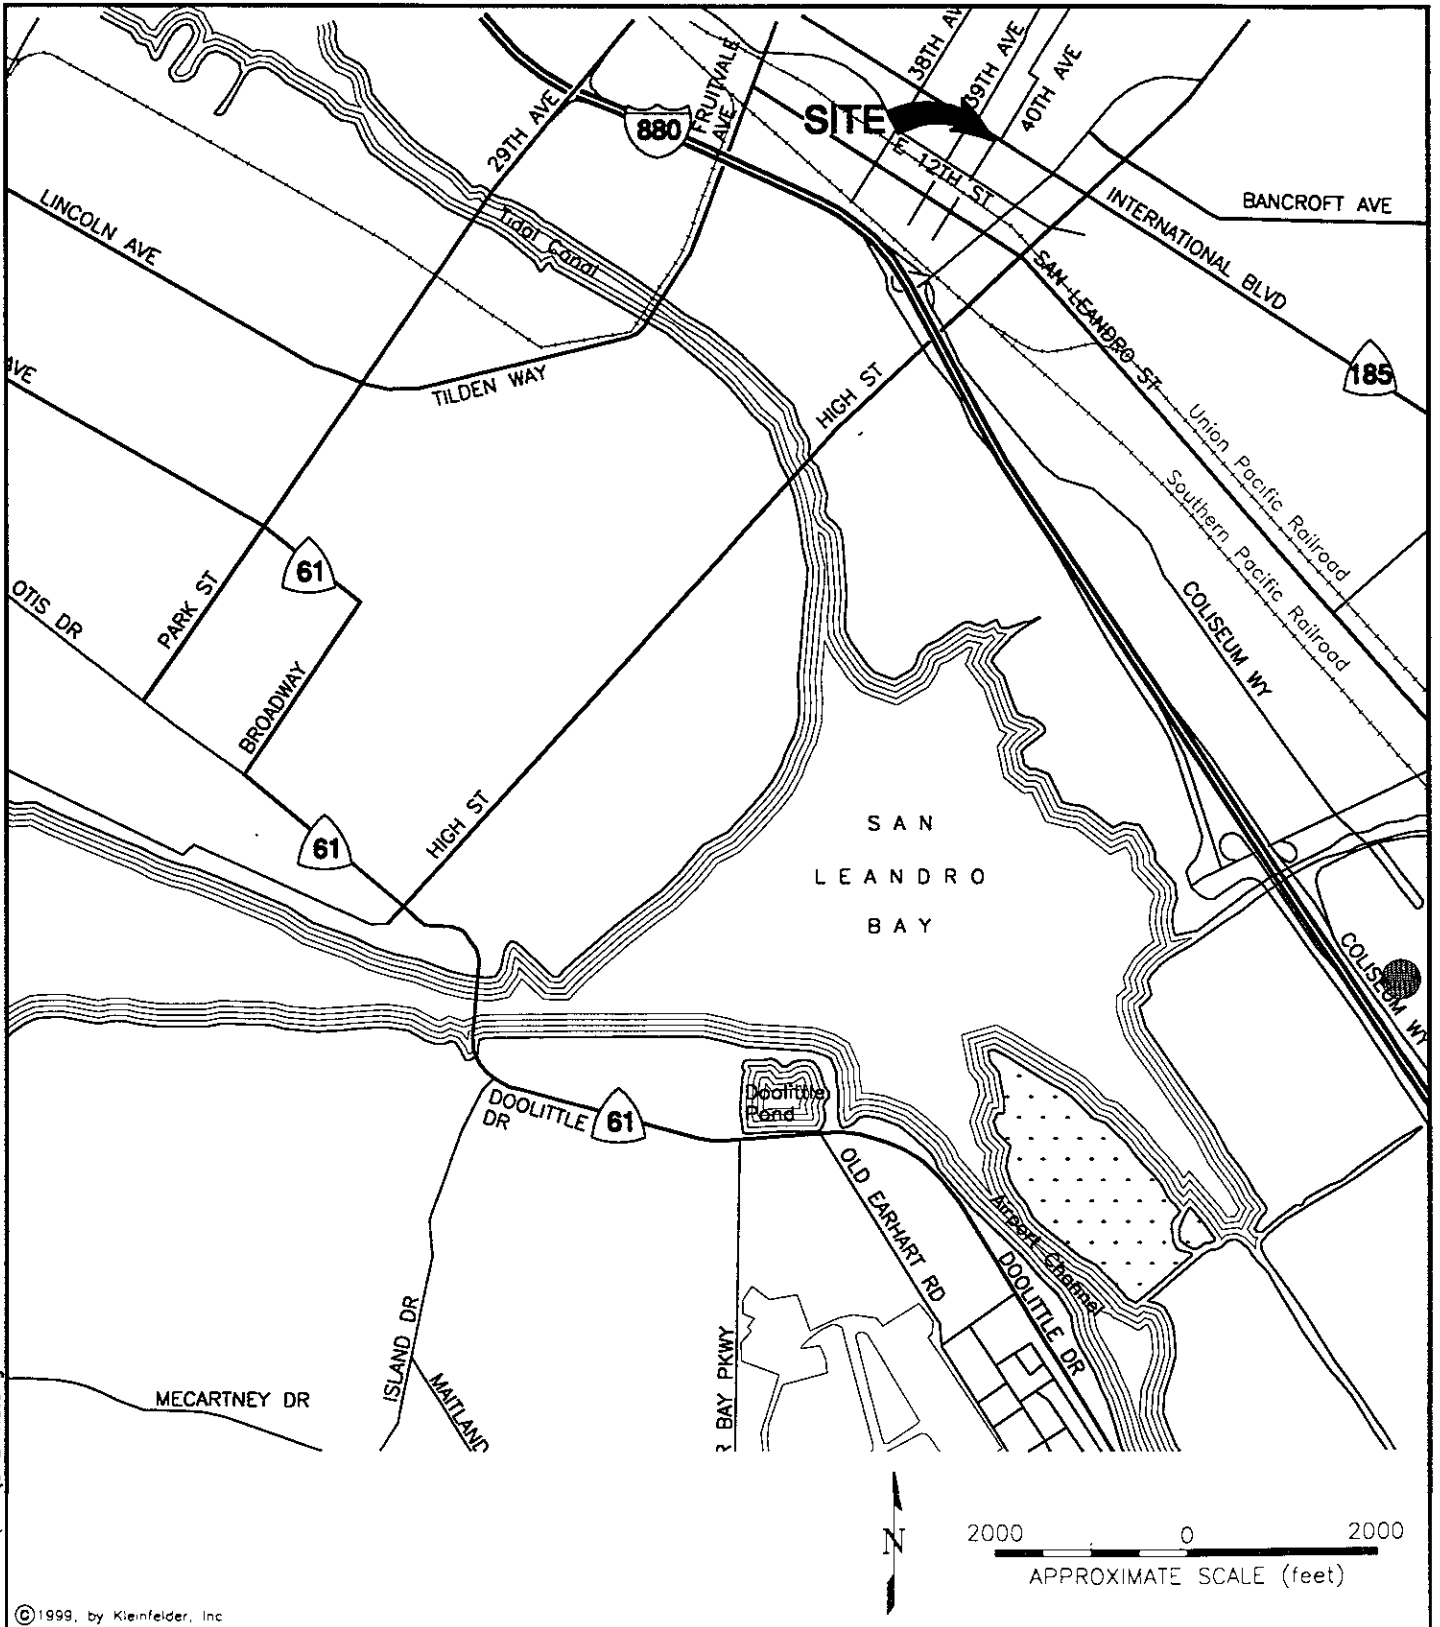 38TH AV
39TH AVE
40TH AVE
FRUITVALE
AVE
29TH AVE
880
SITE
E 12TH ST
BANCROFT AVE
INTERNATIONAL BLVD
LINCOLN AVE
Tidal Canal
SAN LEANDRO ST
185
AVE
TILDEN WAY
HIGH ST
Union Pacific Railroad
Southern Pacific Railroad
61
OTIS DR
PARK ST
COLISEUM WY
BROADWAY
61
HIGH ST
SAN
LEANDRO
BAY
COLISEUM WY
DOOLITTLE
DR
61
Doolittle
Pond
OLD EARHART RD
Airport Channel
DOOLITTLE DR
ISLAND DR
MAITLAND
R BAY PKWY
MECARTNEY DR
N
2000 0 2000
APPROXIMATE SCALE (feet)
©1999, by Kleinfelder, Inc